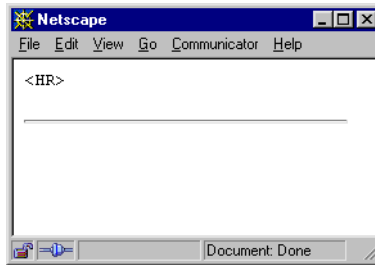 Netscape
File Edit View Go Communicator Help
<HR>
Document: Done